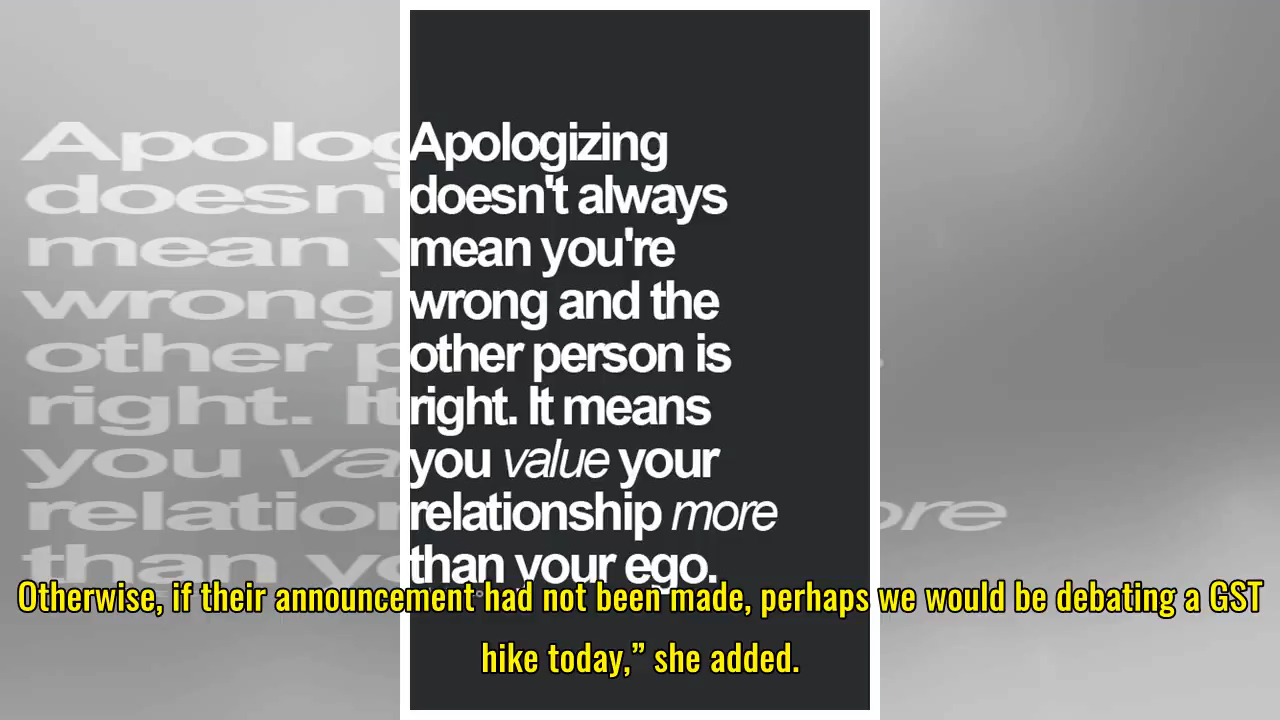 Apologizing
doesn't always
mean you're
wrong and the
other person is
right. It means
you value your
relationship more
than your ego.
Otherwise, if their announcement had not been made, perhaps we would be debating a GST
hike today,” she added.